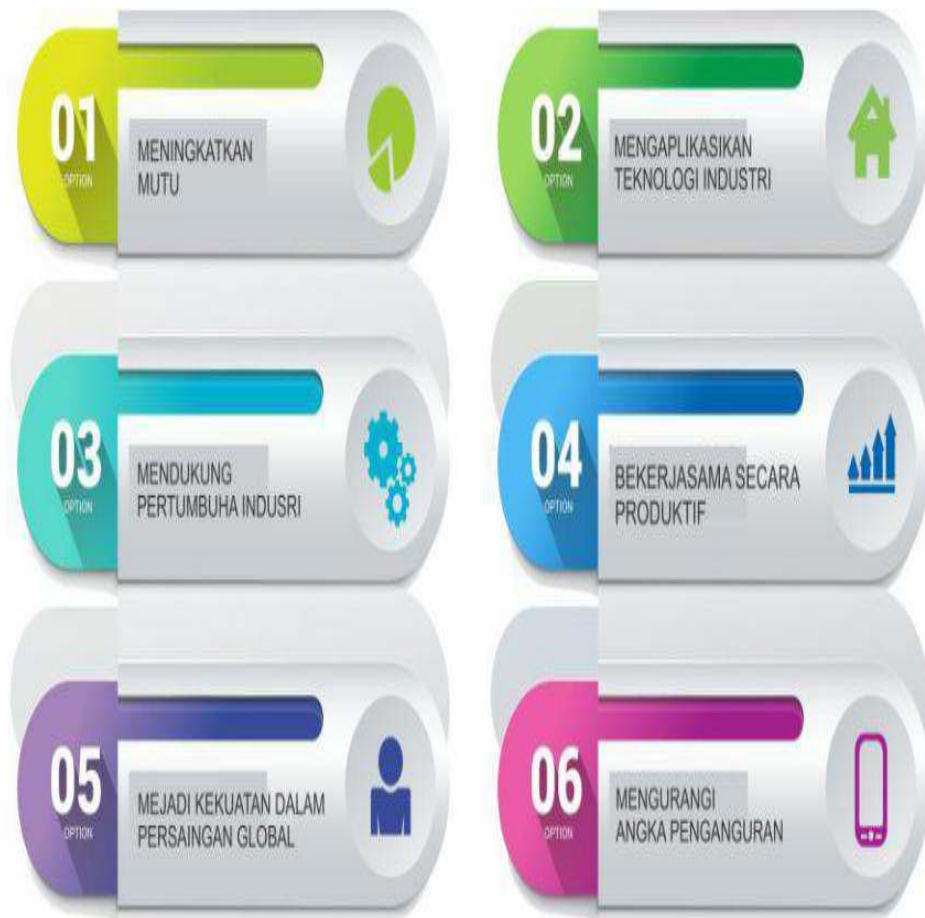 01
OPTION
MENINGKATKAN
MUTU
02
OPTION
MENGAPLIKASIKAN
TEKNOLOGI INDUSTRI
03
OPTION
MENDUKUNG
PERTUMBUHA INDUSRI
04
OPTION
BEKERJASAMA SECARA
PRODUKTIF
05
OPTION
MEJADI KEKUATAN DALAM
PERSAINGAN GLOBAL
06
OPTION
MENGURANGI
ANGKA PENGANGURAN